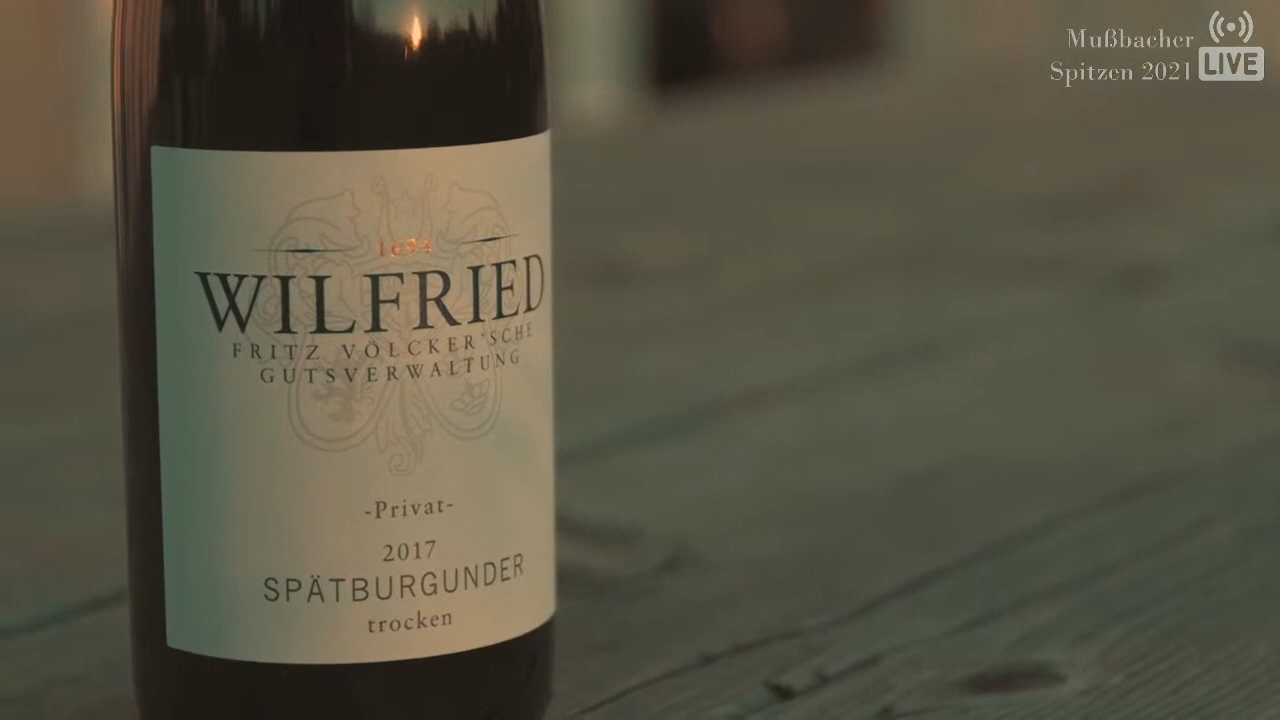 Mußbacher
Spitzen 2021
LIVE
1694
WILFRIED
FRITZ VÖLCKER'SCHE
GUTSVERWALTUNG
-Privat-
2017
SPÄTBURGUNDER
trocken